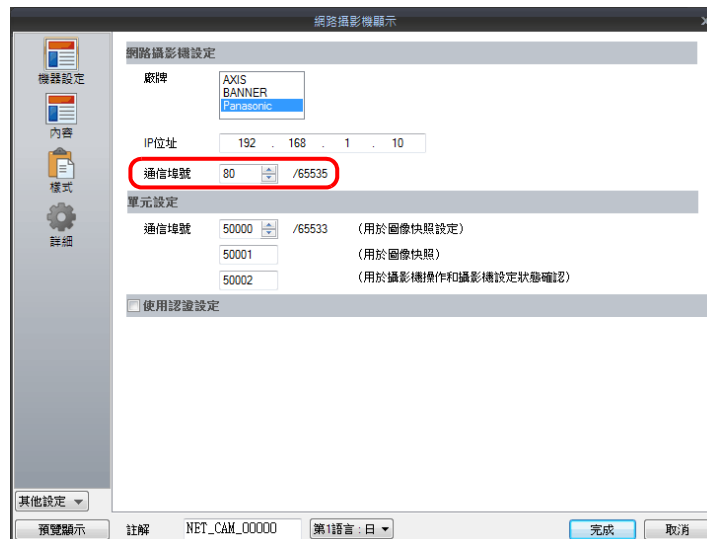 網路攝影機顯示
機器設定
內容
樣式
詳細
網路攝影機設定
廠牌
AXIS
BANNER
Panasonic
IP位址 192 . 168 . 1 . 10
通信埠號 80 /65535
單元設定
通信埠號 50000 /65533 (用於圖像快照設定)
50001 (用於圖像快照)
50002 (用於攝影機操作和攝影機設定狀態確認)
使用認證設定
其他設定
預覽顯示 註解 NET_CAM_00000 第1語言:日 完成 取消